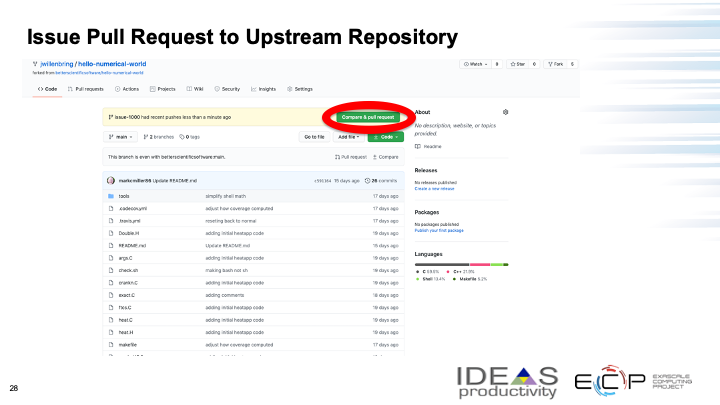 Issue Pull Request to Upstream Repository
jwillenbring / hello-numerical-world
forked from betterscientificsoftware/hello-numerical-world
Watch 0 Star 0 Fork 5
Code Pull requests Actions Projects Wiki Security Insights Settings
issue-1000 had recent pushes less than a minute ago Compare & pull request
main 2 branches 0 tags Go to file Add file Code
This branch is even with betterscientificsoftware:main. Pull request Compare
markcmiller86 Update README.md 15 days ago 26 commits
tools simplify shell math 17 days ago
.codecov.yml adjust how coverage computed 17 days ago
.travis.yml reseting back to normal 17 days ago
Double.H adding initial heatapp code 19 days ago
README.md Update README.md 15 days ago
args.C adding initial heatapp code 19 days ago
check.sh making bash not sh 19 days ago
crankn.C adding initial heatapp code 19 days ago
exact.C adding comments 18 days ago
ftcs.C adding initial heatapp code 19 days ago
heat.C adding initial heatapp code 19 days ago
heat.H adding initial heatapp code 19 days ago
makefile adjust how coverage computed 17 days ago
About
No description, website, or topics
provided.
Readme
Releases
No releases published
Create a new release
Packages
No packages published
Publish your first package
Languages
C 59.5% C++ 21.9%
Shell 13.4% Makefile 5.2%
28
IDEAS
productivity
ECP
EXASCALE
COMPUTING
PROJECT